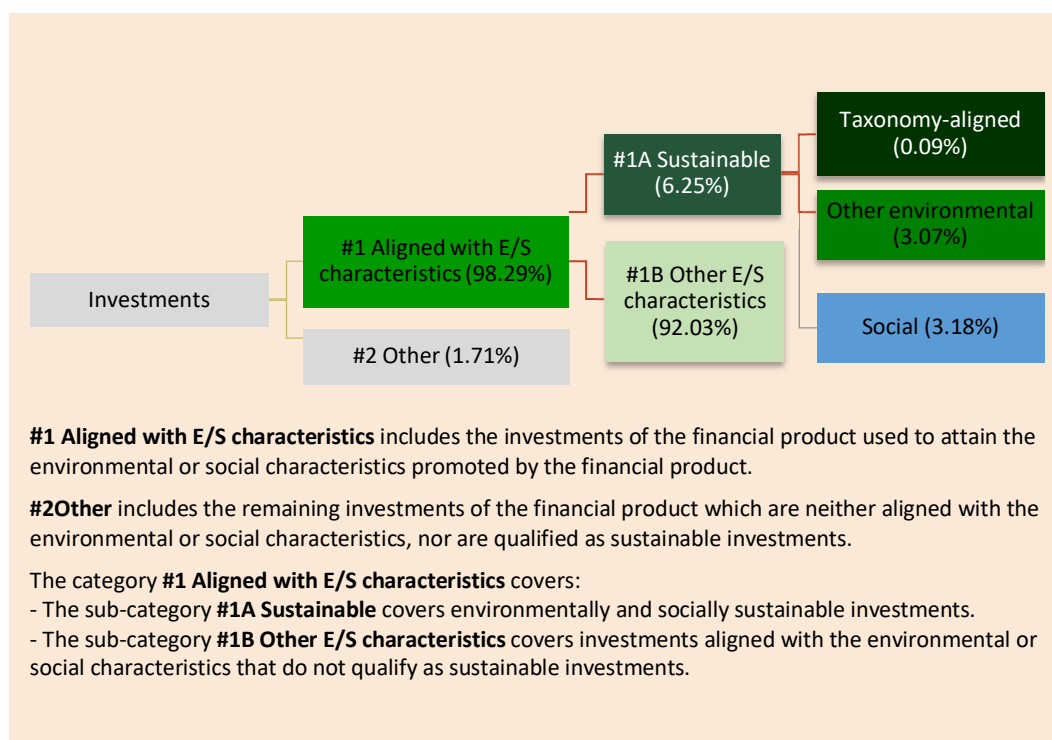 Taxonomy-aligned
(0.09%)
#1A Sustainable
(6.25%)
Other environmental
(3.07%)
#1 Aligned with E/S
characteristics (98.29%)
#1B Other E/S
characteristics
(92.03%)
Investments
Social (3.18%)
#2 Other (1.71%)
#1 Aligned with E/S characteristics includes the investments of the financial product used to attain the
environmental or social characteristics promoted by the financial product.
#2Other includes the remaining investments of the financial product which are neither aligned with the
environmental or social characteristics, nor are qualified as sustainable investments.
The category #1 Aligned with E/S characteristics covers:
- The sub-category #1A Sustainable covers environmentally and socially sustainable investments.
- The sub-category #1B Other E/S characteristics covers investments aligned with the environmental or
social characteristics that do not qualify as sustainable investments.